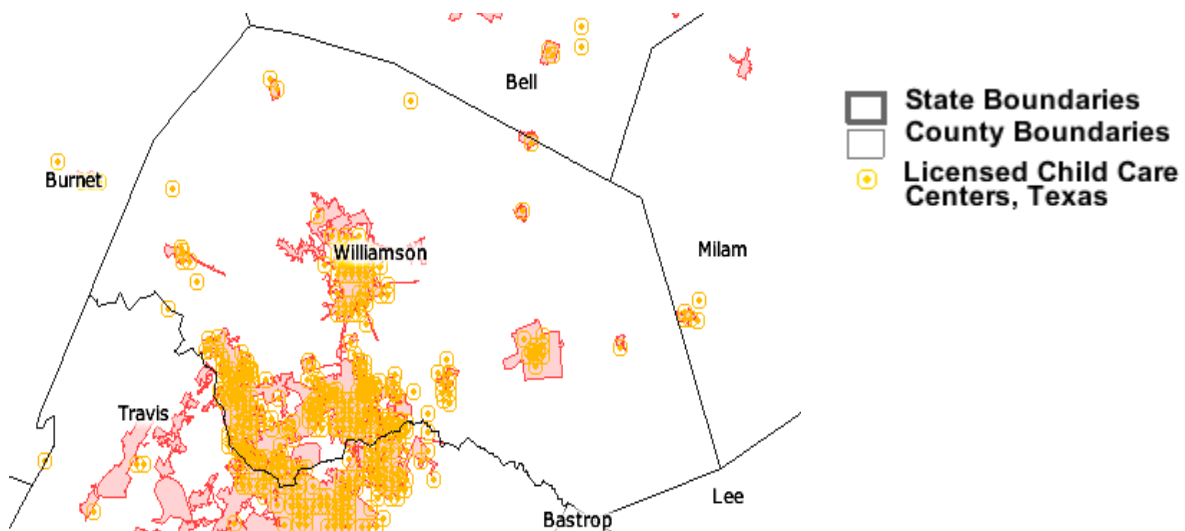 Bell
Burnet
Williamson
Milam
Travis
Lee
Bastrop
State Boundaries
County Boundaries
Licensed Child Care
Centers, Texas